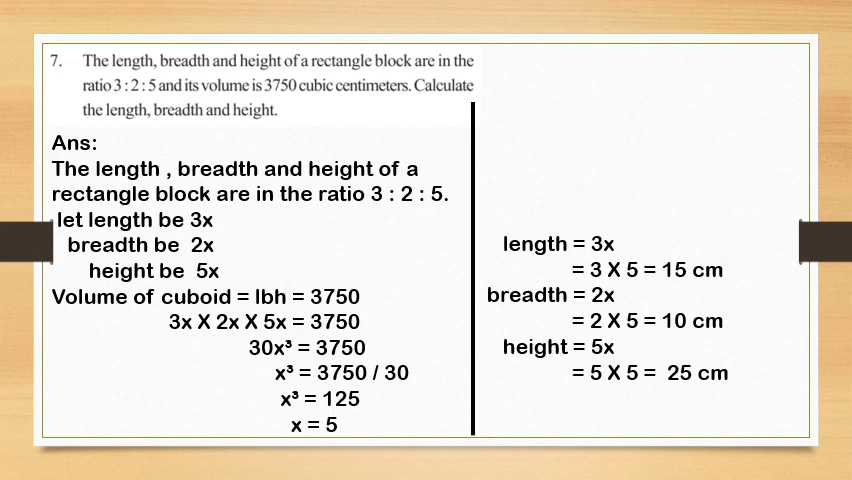 7. The length, breadth and height of a rectangle block are in the
ratio 3 : 2 : 5 and its volume is 3750 cubic centimeters. Calculate
the length, breadth and height.
Ans:
The length , breadth and height of a
rectangle block are in the ratio 3 : 2 : 5.
let length be 3x
breadth be 2x
height be 5x
Volume of cuboid = lbh = 3750
3x X 2x X 5x = 3750
30x³ = 3750
x³ = 3750 / 30
x³ = 125
x = 5
length = 3x
= 3 X 5 = 15 cm
breadth = 2x
= 2 X 5 = 10 cm
height = 5x
= 5 X 5 = 25 cm